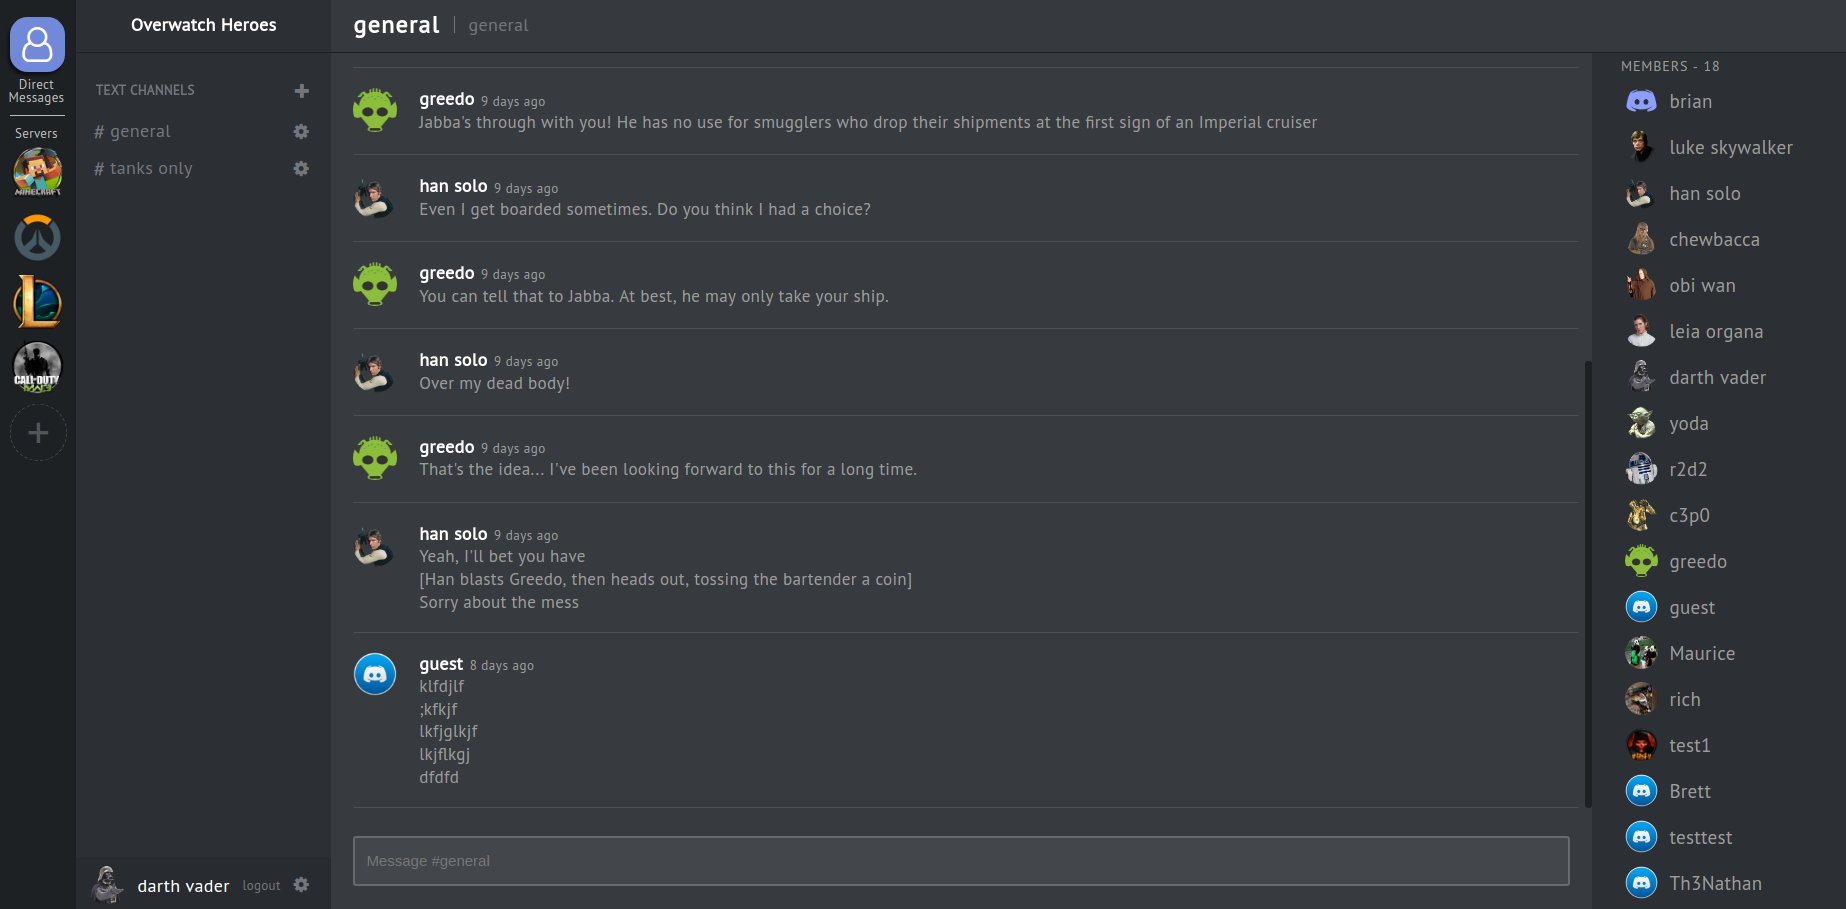 Direct
Messages
Servers
MINECRAFT
CALL OF DUTY
MW3
Overwatch Heroes
TEXT CHANNELS
# general
# tanks only
darth vader logout
general general
greedo 9 days ago
Jabba's through with you! He has no use for smugglers who drop their shipments at the first sign of an Imperial cruiser
han solo 9 days ago
Even I get boarded sometimes. Do you think I had a choice?
greedo 9 days ago
You can tell that to Jabba. At best, he may only take your ship.
han solo 9 days ago
Over my dead body!
greedo 9 days ago
That's the idea... I've been looking forward to this for a long time.
han solo 9 days ago
Yeah, I'll bet you have
[Han blasts Greedo, then heads out, tossing the bartender a coin]
Sorry about the mess
guest 8 days ago
klfdjlf
;kfkjf
lkfjglkjf
lkjflkgj
dfdfd
Message #general
MEMBERS - 18
brian
luke skywalker
han solo
chewbacca
obi wan
leia organa
darth vader
yoda
r2d2
c3p0
greedo
guest
Maurice
rich
test1
Brett
testtest
Th3Nathan